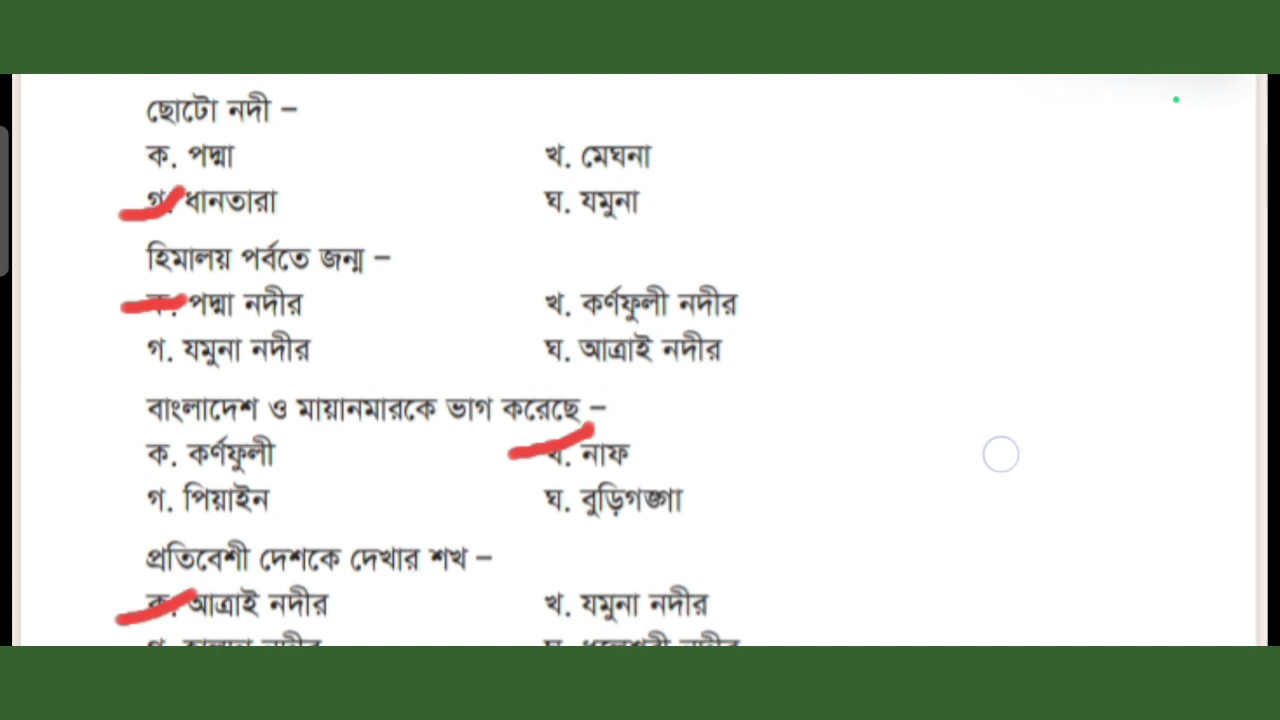 ছোটো নদী –
ক. পদ্মা খ. মেঘনা
গ. ধানতারা ঘ. যমুনা
হিমালয় পর্বতে জন্ম –
ক. পদ্মা নদীর খ. কর্ণফুলী নদীর
গ. যমুনা নদীর ঘ. আত্রাই নদীর
বাংলাদেশ ও মায়ানমারকে ভাগ করেছে –
ক. কর্ণফুলী খ. নাফ
গ. পিয়াইন ঘ. বুড়িগঙ্গা
প্রতিবেশী দেশকে দেখার শখ –
ক. আত্রাই নদীর খ. যমুনা নদীর